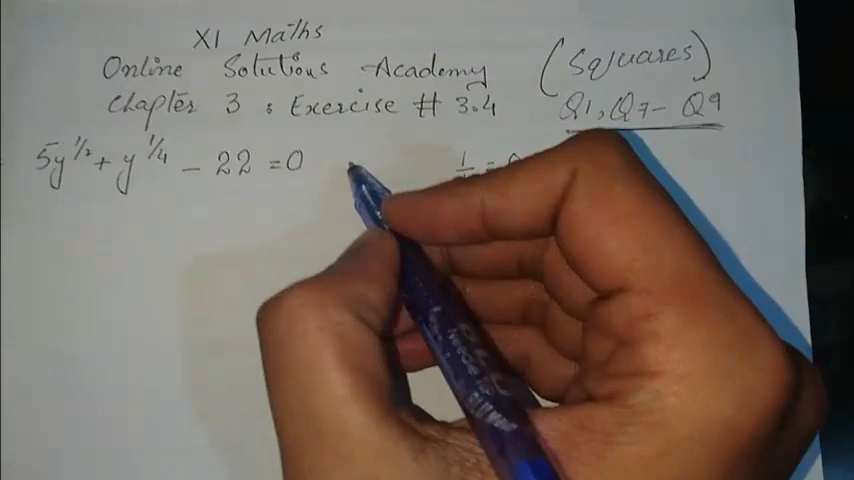 XI Maths
Online Solutions Academy (Squares)
Chapter 3 : Exercise # 3.4 Q1, Q7 - Q9
5y^1/2 + y^1/4 - 22 = 0